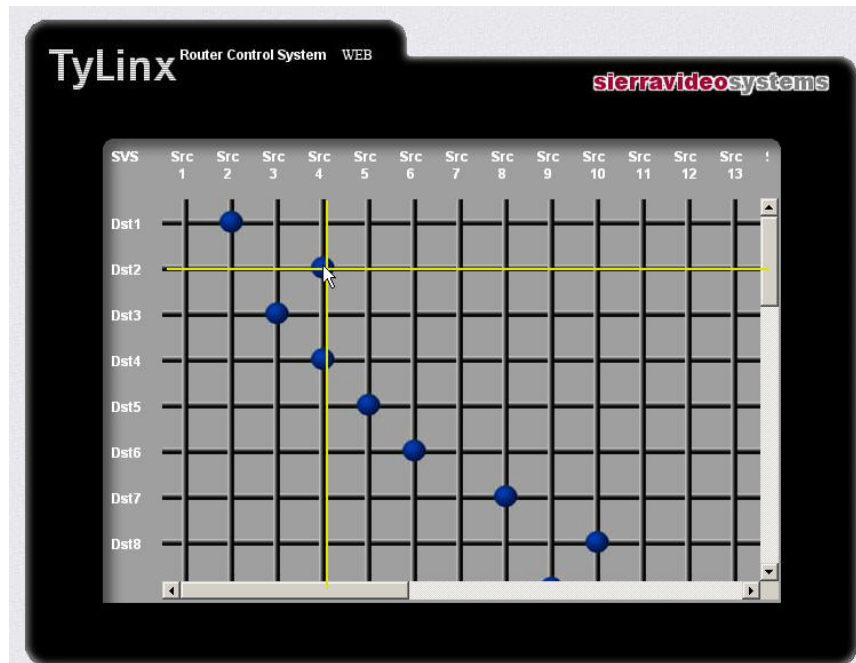 TyLinx Router Control System WEB
sierravideosystems
SVS Src Src Src Src Src Src Src Src Src Src Src Src Src
1 2 3 4 5 6 7 8 9 10 11 12 13
Dst1
Dst2
Dst3
Dst4
Dst5
Dst6
Dst7
Dst8